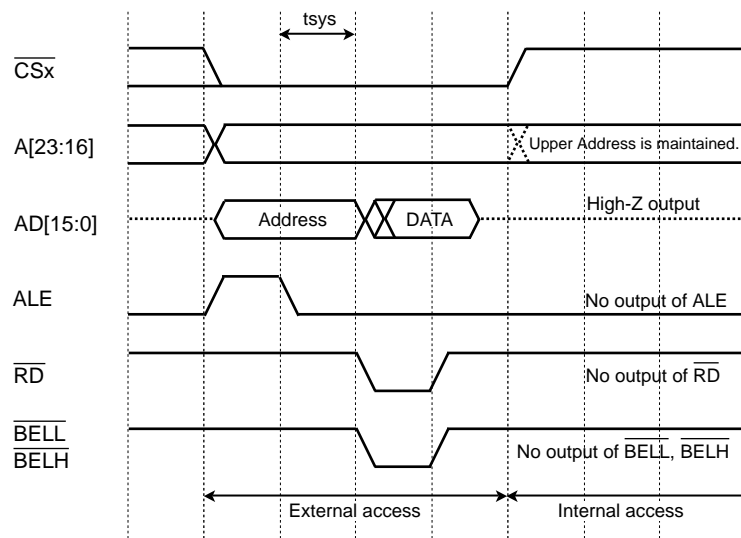 tsys
CSx
A[23:16]
Upper Address is maintained.
AD[15:0]
Address
DATA
High-Z output
ALE
No output of ALE
RD
No output of RD
BELL
BELH
No output of BELL, BELH
External access
Internal access